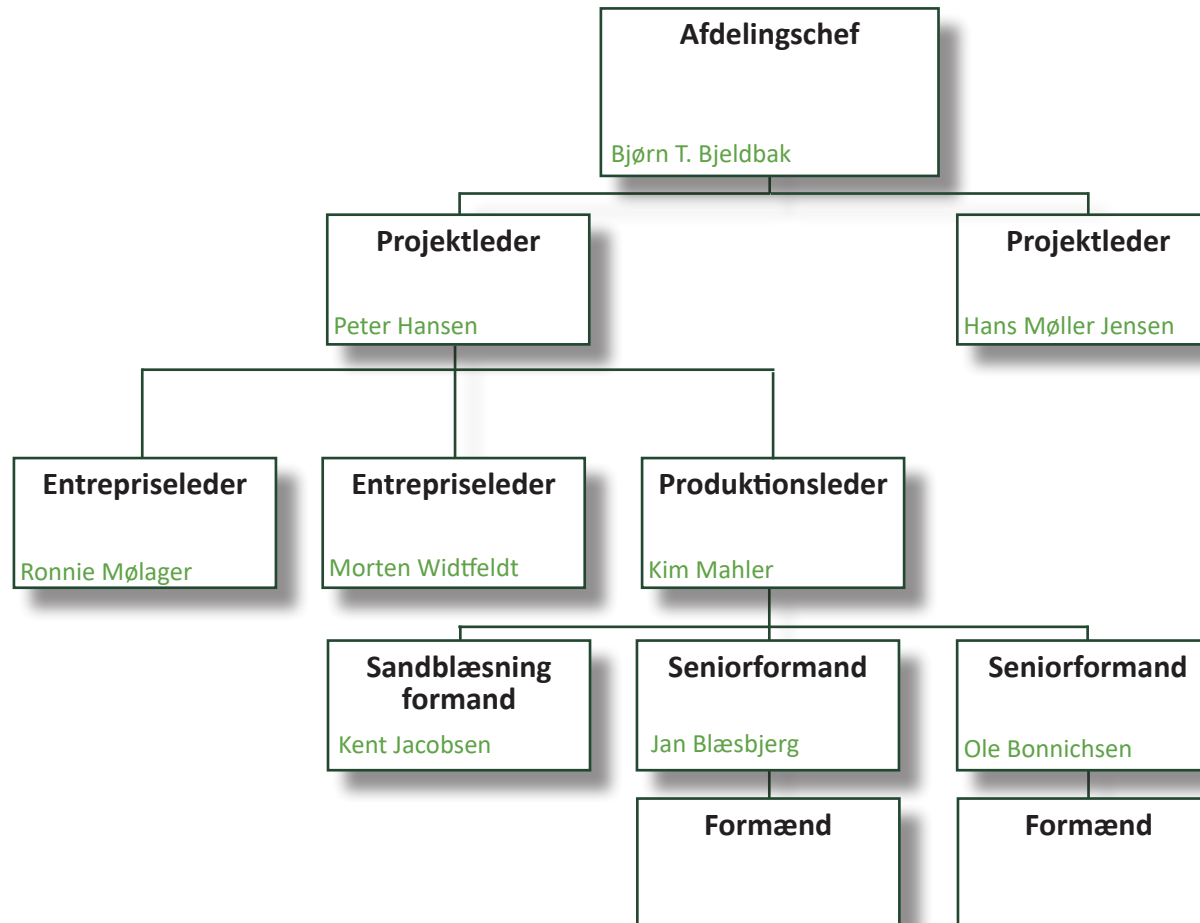 Afdelingschef
Bjørn T. Bjeldbak
Projektleder
Peter Hansen
Projektleder
Hans Møller Jensen
Entrepriseleder
Ronnie Mølager
Entrepriseleder
Morten Widtfeldt
Produktionsleder
Kim Mahler
Sandblæsning
formand
Kent Jacobsen
Seniorformand
Jan Blæsbjerg
Seniorformand
Ole Bonnichsen
Formænd
Formænd